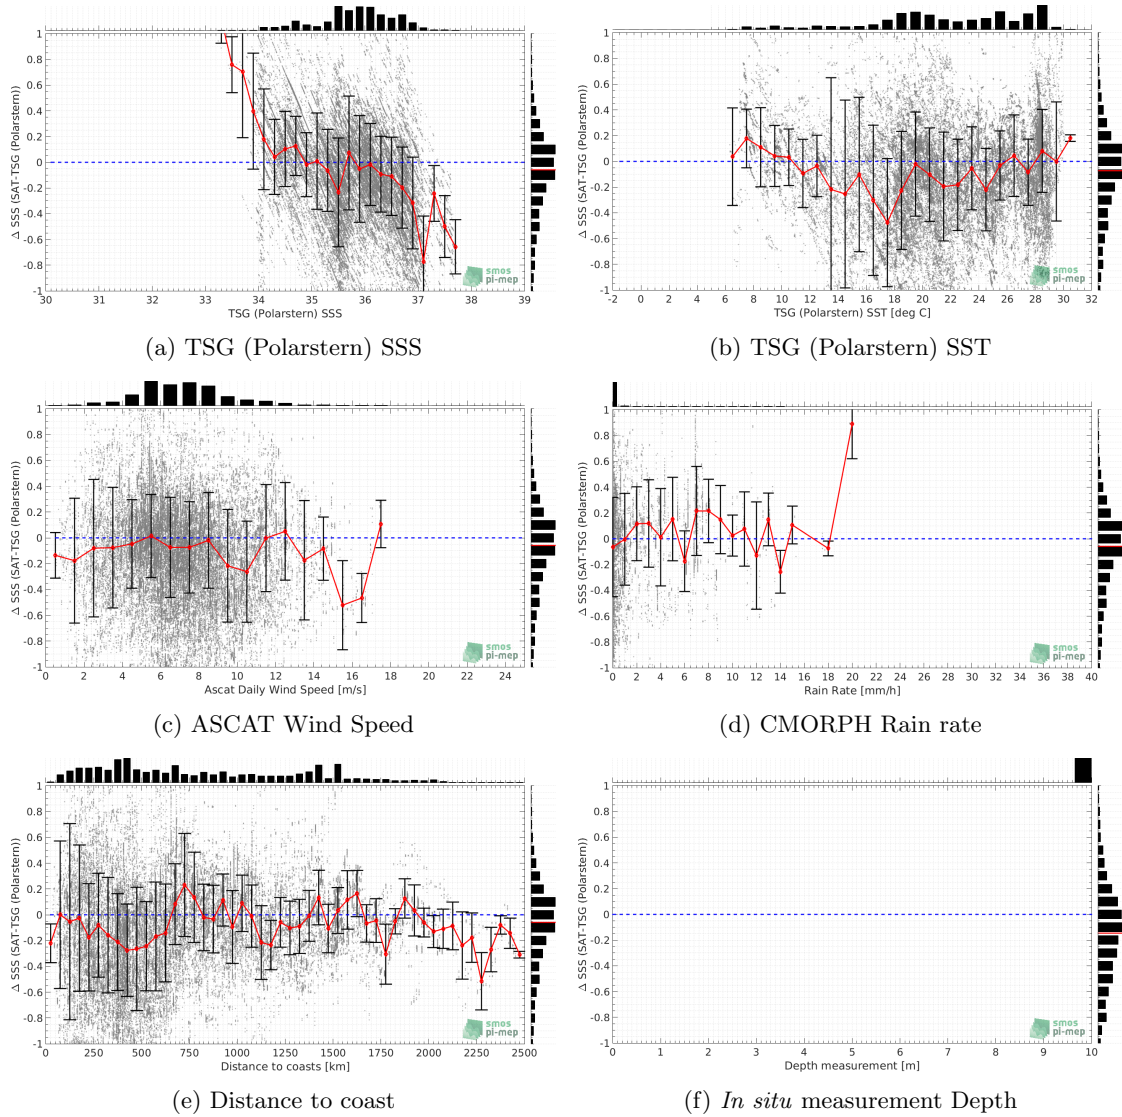 Δ SSS (SAT-TSG (Polarstern))
1
0.8
0.6
0.4
0.2
0
-0.2
-0.4
-0.6
-0.8
-1
30 31 32 33 34 35 36 37 38 39
TSG (Polarstern) SSS
smos
pi-mep
(a) TSG (Polarstern) SSS
Δ SSS (SAT-TSG (Polarstern))
1
0.8
0.6
0.4
0.2
0
-0.2
-0.4
-0.6
-0.8
-1
-2 0 2 4 6 8 10 12 14 16 18 20 22 24 26 28 30 32
TSG (Polarstern) SST [deg C]
smos
pi-mep
(b) TSG (Polarstern) SST
Δ SSS (SAT-TSG (Polarstern))
1
0.8
0.6
0.4
0.2
0
-0.2
-0.4
-0.6
-0.8
-1
0 2 4 6 8 10 12 14 16 18 20 22 24
Ascat Daily Wind Speed [m/s]
smos
pi-mep
(c) ASCAT Wind Speed
Δ SSS (SAT-TSG (Polarstern))
1
0.8
0.6
0.4
0.2
0
-0.2
-0.4
-0.6
-0.8
-1
0 2 4 6 8 10 12 14 16 18 20 22 24 26 28 30 32 34 36 38 40
Rain Rate [mm/h]
smos
pi-mep
(d) CMORPH Rain rate
Δ SSS (SAT-TSG (Polarstern))
1
0.8
0.6
0.4
0.2
0
-0.2
-0.4
-0.6
-0.8
-1
0 250 500 750 1000 1250 1500 1750 2000 2250 2500
Distance to coasts [km]
smos
pi-mep
(e) Distance to coast
Δ SSS (SAT-TSG (Polarstern))
1
0.8
0.6
0.4
0.2
0
-0.2
-0.4
-0.6
-0.8
-1
0 1 2 3 4 5 6 7 8 9 10
Depth measurement [m]
smos
pi-mep
(f) In situ measurement Depth